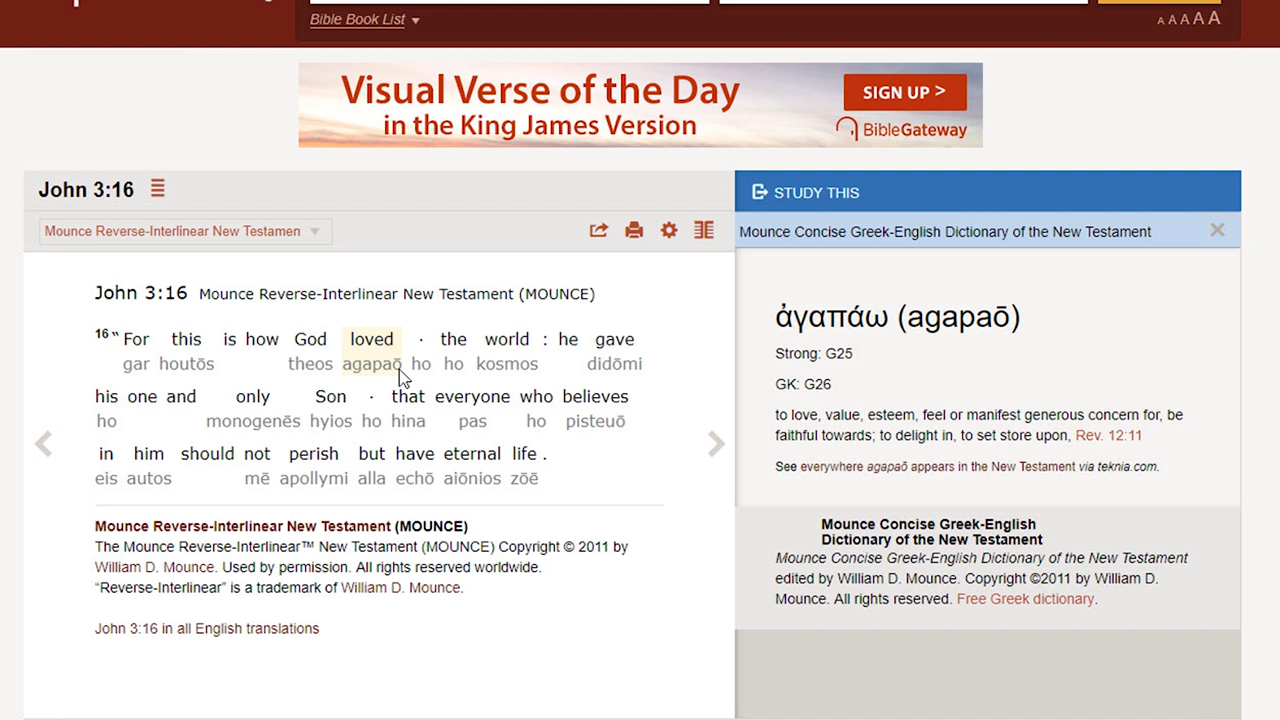 Bible Book List
A A A A A
Visual Verse of the Day
in the King James Version
SIGN UP >
BibleGateway
John 3:16
Mounce Reverse-Interlinear New Testamen
John 3:16 Mounce Reverse-Interlinear New Testament (MOUNCE)
16 “ For this is how God loved · the world : he gave
gar houtōs theos agapaō ho ho kosmos didōmi
his one and only Son · that everyone who believes
ho monogenēs hyios ho hina pas ho pisteuō
in him should not perish but have eternal life .
eis autos mē apollymi alla echō aiōnios zōē
Mounce Reverse-Interlinear New Testament (MOUNCE)
The Mounce Reverse-Interlinear™ New Testament (MOUNCE) Copyright © 2011 by
William D. Mounce. Used by permission. All rights reserved worldwide.
“Reverse-Interlinear” is a trademark of William D. Mounce.
John 3:16 in all English translations
STUDY THIS
Mounce Concise Greek-English Dictionary of the New Testament
ἀγαπάω (agapaō)
Strong: G25
GK: G26
to love, value, esteem, feel or manifest generous concern for, be
faithful towards; to delight in, to set store upon, Rev. 12:11
See everywhere agapaō appears in the New Testament via teknia.com.
Mounce Concise Greek-English
Dictionary of the New Testament
Mounce Concise Greek-English Dictionary of the New Testament
edited by William D. Mounce. Copyright ©2011 by William D.
Mounce. All rights reserved. Free Greek dictionary.